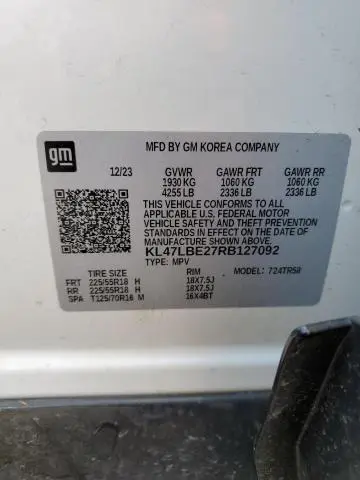 gm
MFD BY GM KOREA COMPANY
12/23 GVWR GAWR FRT GAWR RR
1930 KG 1060 KG 1060 KG
4255 LB 2336 LB 2336 LB
THIS VEHICLE CONFORMS TO ALL
APPLICABLE U.S. FEDERAL MOTOR
VEHICLE SAFETY AND THEFT PREVENTION
STANDARDS IN EFFECT ON THE DATE OF
MANUFACTURE SHOWN ABOVE.
KL47LBE27RB127092
TYPE: MPV
MODEL: 724TR58
TIRE SIZE RIM
FRT 225/55R18 H 18X7.5J
RR 225/55R18 H 18X7.5J
SPA T125/70R16 M 16X4BT